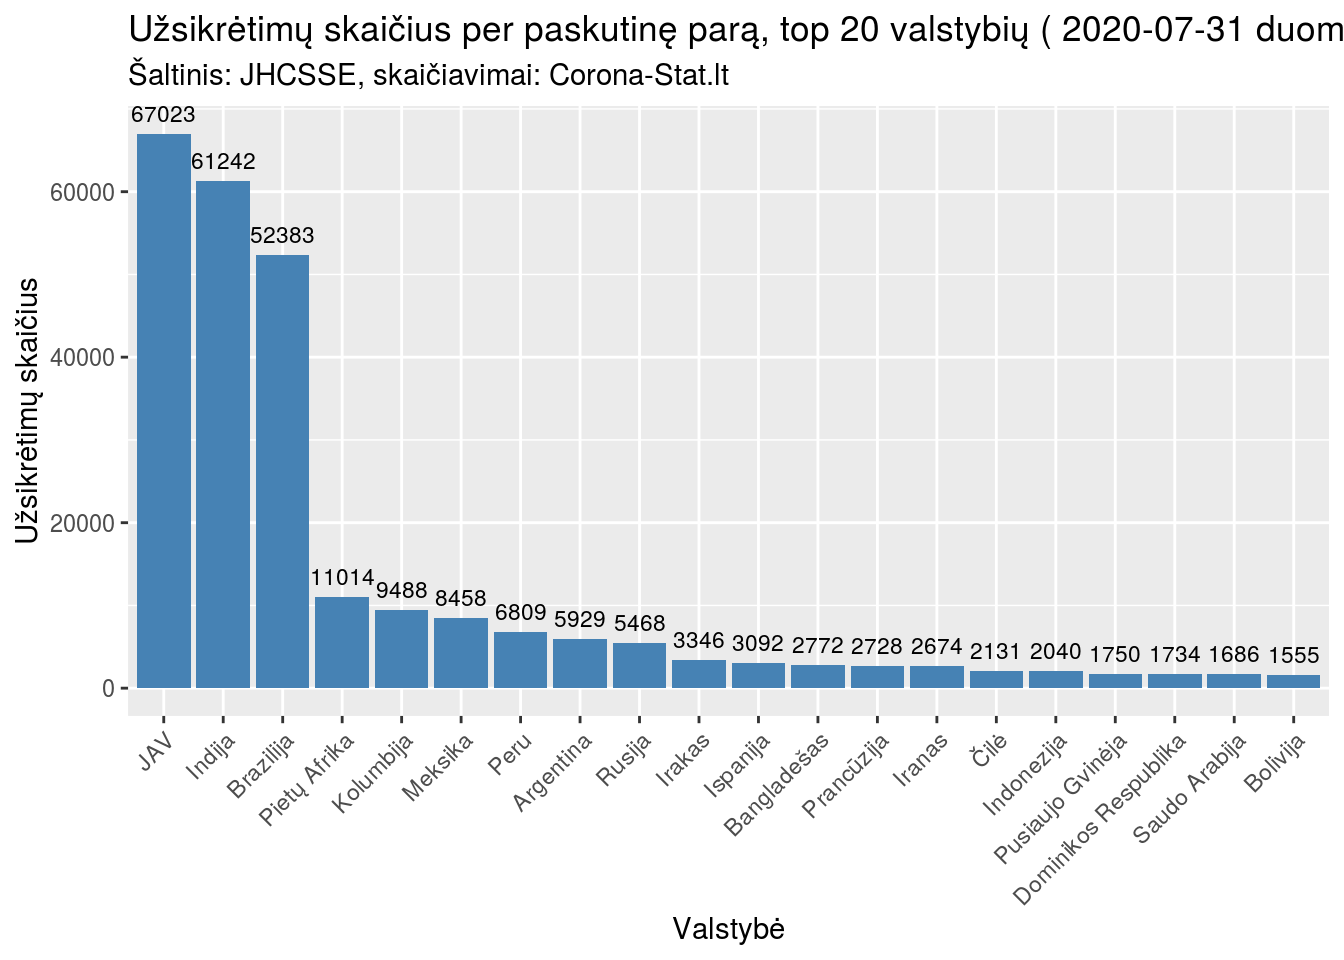 Užsikrėtimų skaičius per paskutinę parą, top 20 valstybių ( 2020-07-31 duom
Šaltinis: JHCSSE, skaičiavimai: Corona-Stat.lt
Užsikrėtimų skaičius
60000
40000
20000
0
67023
61242
52383
11014
9488
8458
6809
5929
5468
3346
3092
2772
2728
2674
2131
2040
1750
1734
1686
1555
JAV
Indija
Brazilija
Pietų Afrika
Kolumbija
Meksika
Peru
Argentina
Rusija
Irakas
Ispanija
Bangladešas
Prancūzija
Iranas
Čilė
Indonezija
Pusiaujo Gvinėja
Dominikos Respublika
Saudo Arabija
Bolivija
Valstybė